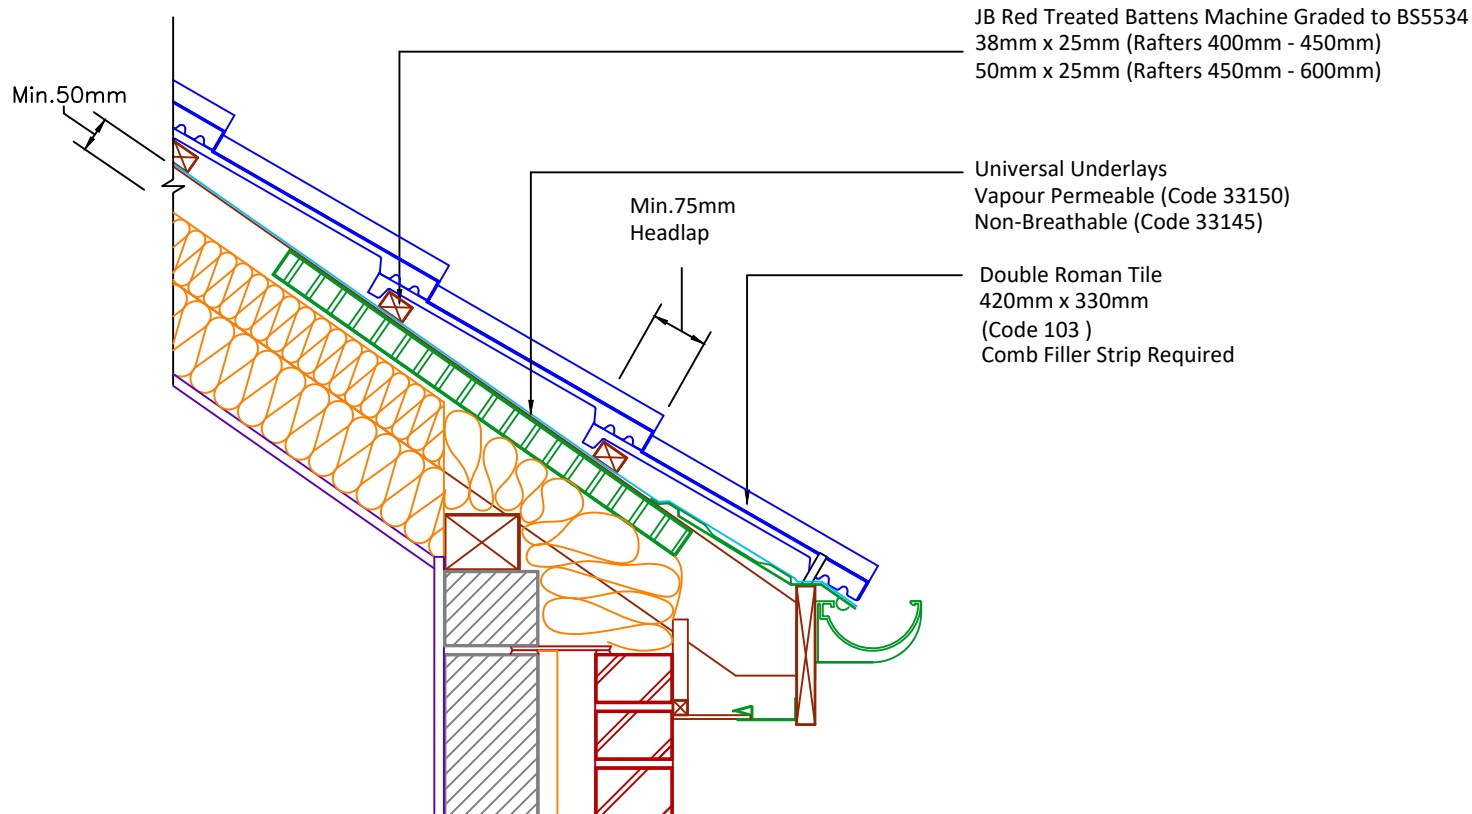 JB Red Treated Battens Machine Graded to BS5534
38mm x 25mm (Rafters 400mm - 450mm)
50mm x 25mm (Rafters 450mm - 600mm)
Min.50mm
Universal Underlays
Vapour Permeable (Code 33150)
Non-Breathable (Code 33145)
Min.75mm
Headlap
Double Roman Tile
420mm x 330mm
(Code 103 )
Comb Filler Strip Required